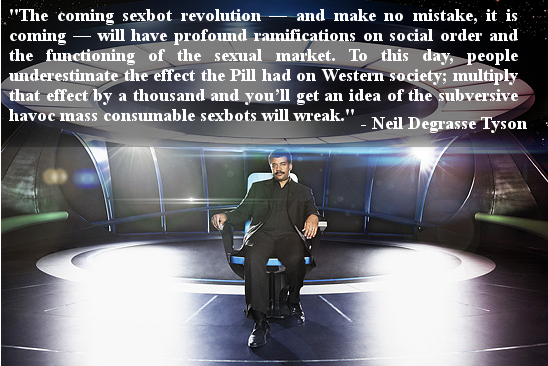 "The coming sexbot revolution — and make no mistake, it is
coming — will have profound ramifications on social order and
the functioning of the sexual market. To this day, people
underestimate the effect the Pill had on Western society; multiply
that effect by a thousand and you’ll get an idea of the subversive
havoc mass consumable sexbots will wreak."
- Neil Degrasse Tyson